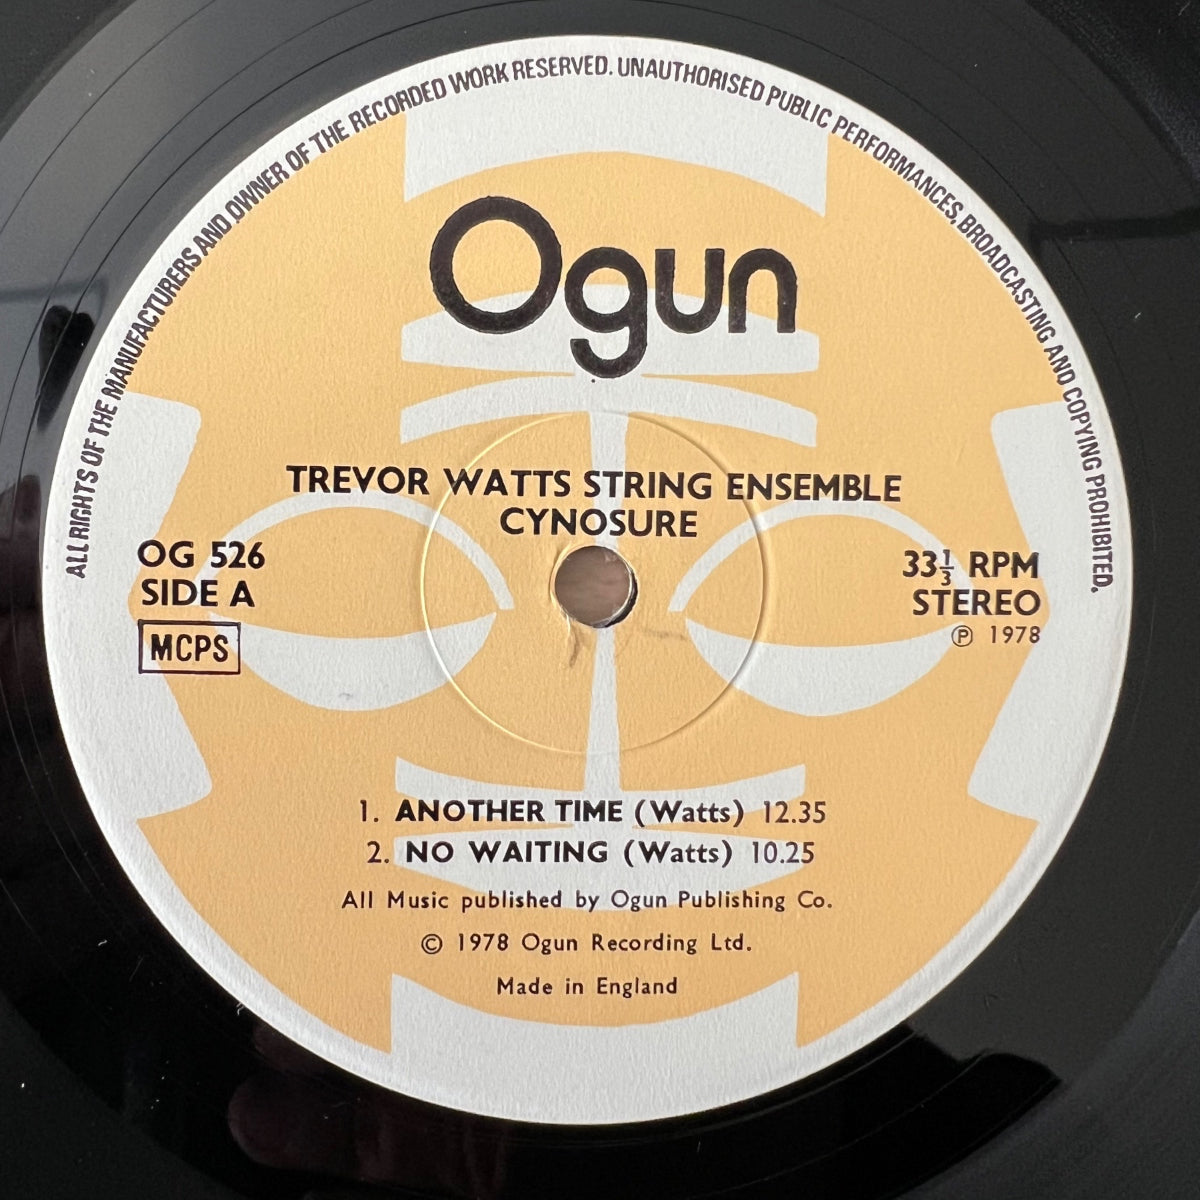 ALL RIGHTS OF THE MANUFACTURERS AND OWNER OF THE RECORDED WORK RESERVED. UNAUTHORISED PUBLIC PERFORMANCES, BROADCASTING AND COPYING PROHIBITED.
Ogun
TREVOR WATTS STRING ENSEMBLE
CYNOSURE
OG 526
SIDE A
MCPS
33⅓ RPM
STEREO
℗ 1978
1. ANOTHER TIME (Watts) 12.35
2. NO WAITING (Watts) 10.25
All Music published by Ogun Publishing Co.
© 1978 Ogun Recording Ltd.
Made in England